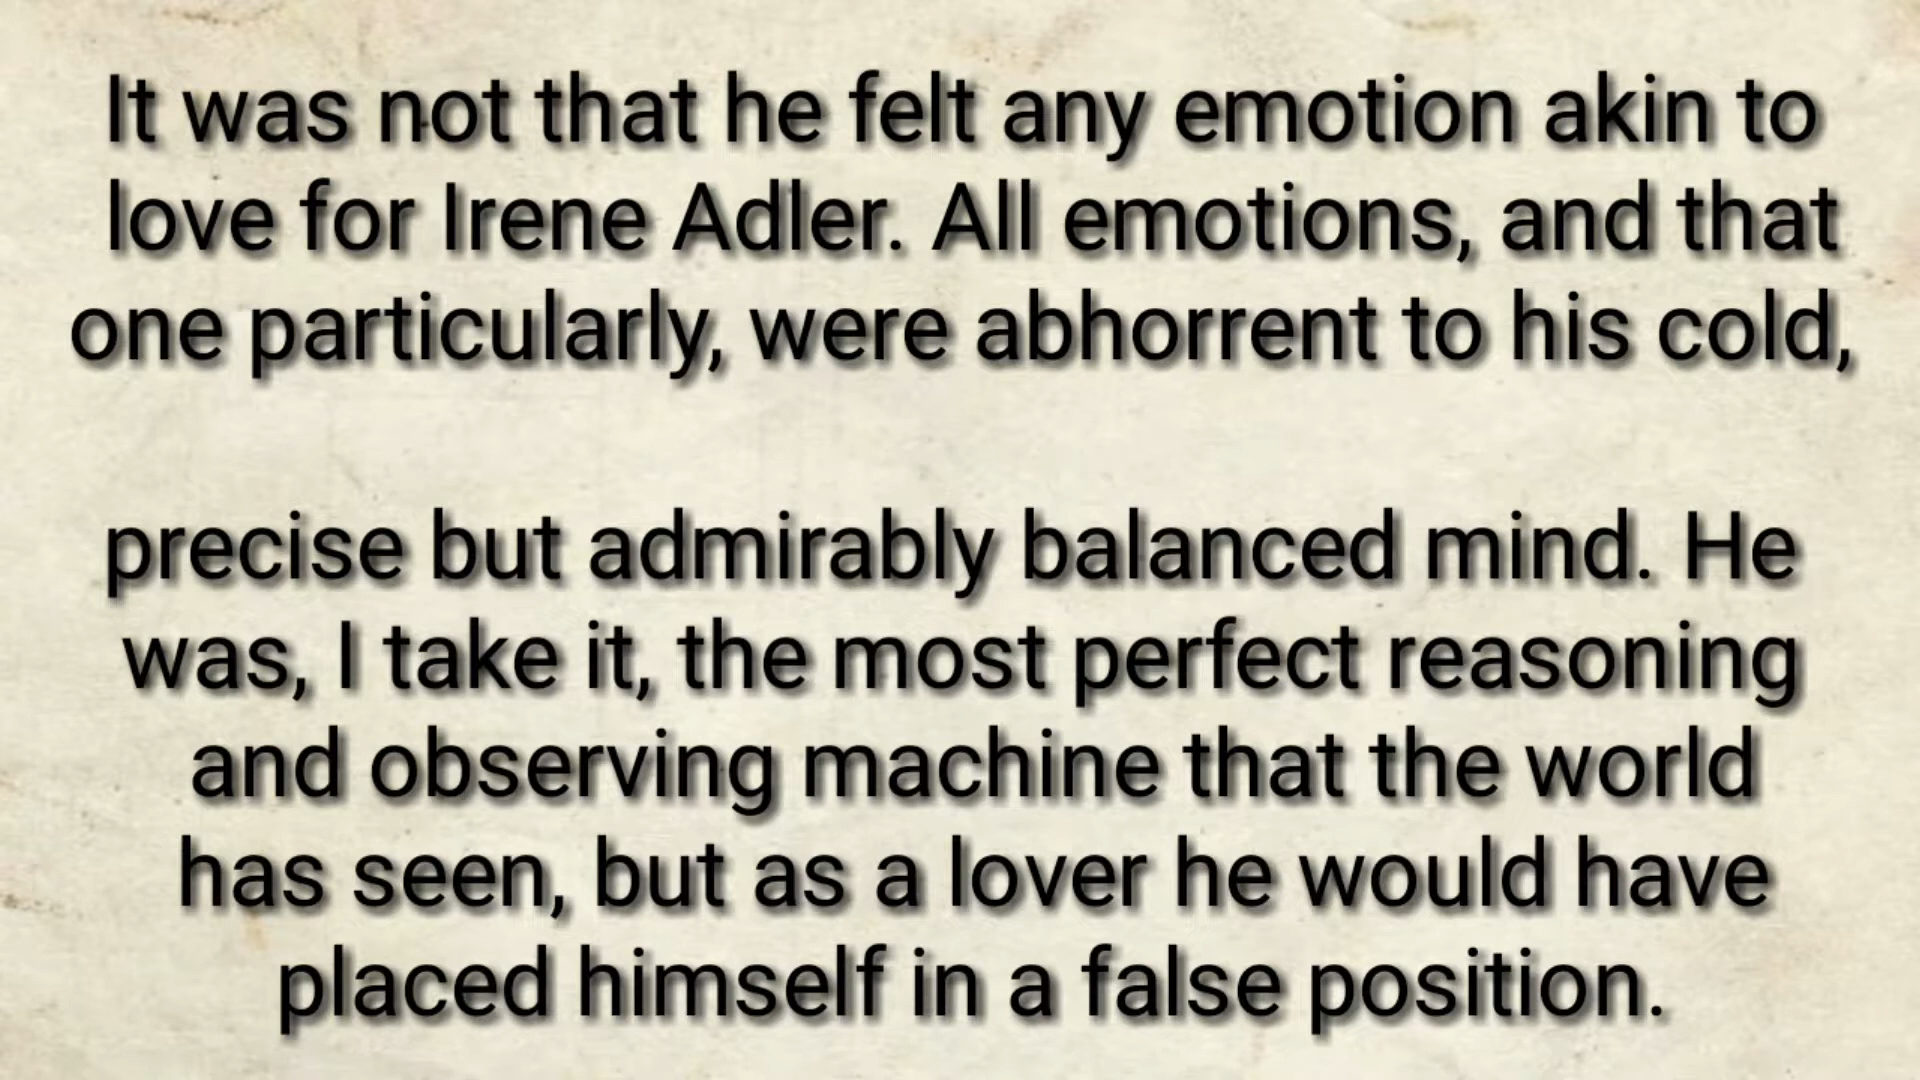 It was not that he felt any emotion akin to
love for Irene Adler. All emotions, and that
one particularly, were abhorrent to his cold,
precise but admirably balanced mind. He
was, I take it, the most perfect reasoning
and observing machine that the world
has seen, but as a lover he would have
placed himself in a false position.